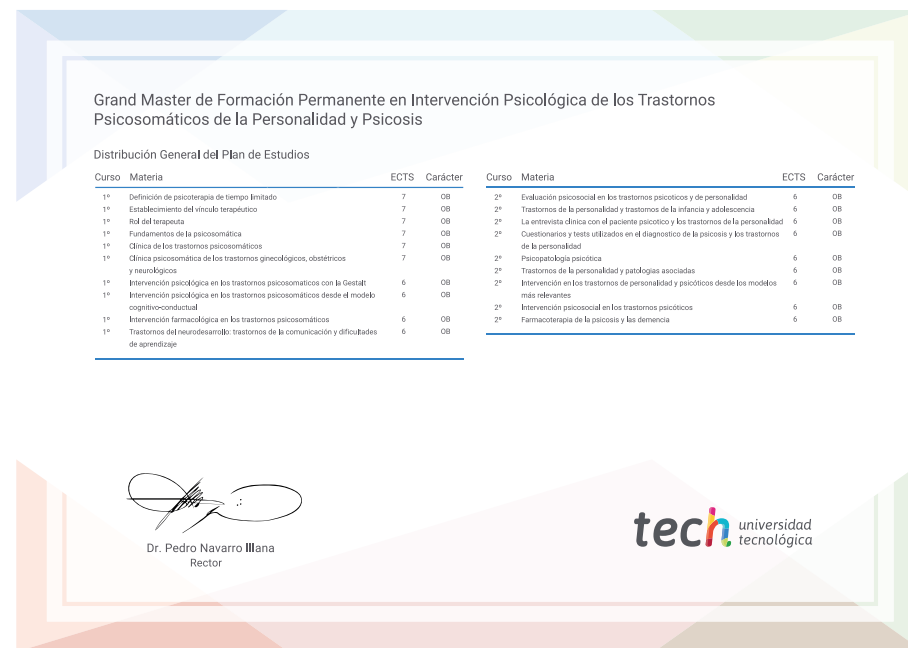 Grand Master de Formación Permanente en Intervención Psicológica de los Trastornos
Psicosomáticos de la Personalidad y Psicosis
Distribución General del Plan de Estudios
Curso Materia ECTS Carácter
1º Definición de psicoterapia de tiempo limitado 7 OB
1º Establecimiento del vínculo terapéutico 7 OB
1º Rol del terapeuta 7 OB
1º Fundamentos de la psicosomática 7 OB
1º Clínica de los trastornos psicosomáticos 7 OB
1º Clínica psicosomática de los trastornos ginecológicos, obstétricos 7 OB
y neurológicos
1º Intervención psicológica en los trastornos psicosomaticos con la Gestalt 6 OB
1º Intervención psicológica en los trastornos psicosomáticos desde el modelo 6 OB
cognitivo-conductual
1º Intervención farmacológica en los trastornos psicosomáticos 6 OB
1º Trastornos del neurodesarrollo: trastornos de la comunicación y dificultades 6 OB
de aprendizaje
Curso Materia ECTS Carácter
2º Evaluación psicosocial en los trastornos psicoticos y de personalidad 6 OB
2º Trastornos de la personalidad y trastornos de la infancia y adolescencia 6 OB
2º La entrevista clínica con el paciente psicotico y los trastornos de la personalidad 6 OB
2º Cuestionarios y tests utilizados en el diagnostico de la psicosis y los trastornos 6 OB
de la personalidad
2º Psicopatología psicótica 6 OB
2º Trastornos de la personalidad y patologias asociadas 6 OB
2º Intervención en los trastornos de personalidad y psicóticos desde los modelos 6 OB
más relevantes
2º Intervención psicosocial en los trastornos psicóticos 6 OB
2º Farmacoterapia de la psicosis y las demencia 6 OB
Dr. Pedro Navarro Illana
Rector
tech universidad
tecnológica